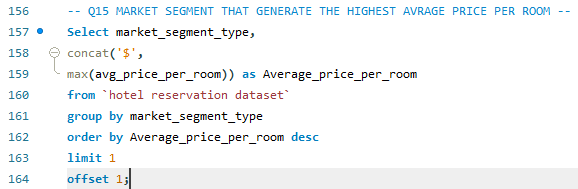 156 -- Q15 MARKET SEGMENT THAT GENERATE THE HIGHEST AVRAGE PRICE PER ROOM --
157 Select market_segment_type,
158 concat('$',
159 max(avg_price_per_room)) as Average_price_per_room
160 from `hotel reservation dataset`
161 group by market_segment_type
162 order by Average_price_per_room desc
163 limit 1
164 offset 1;